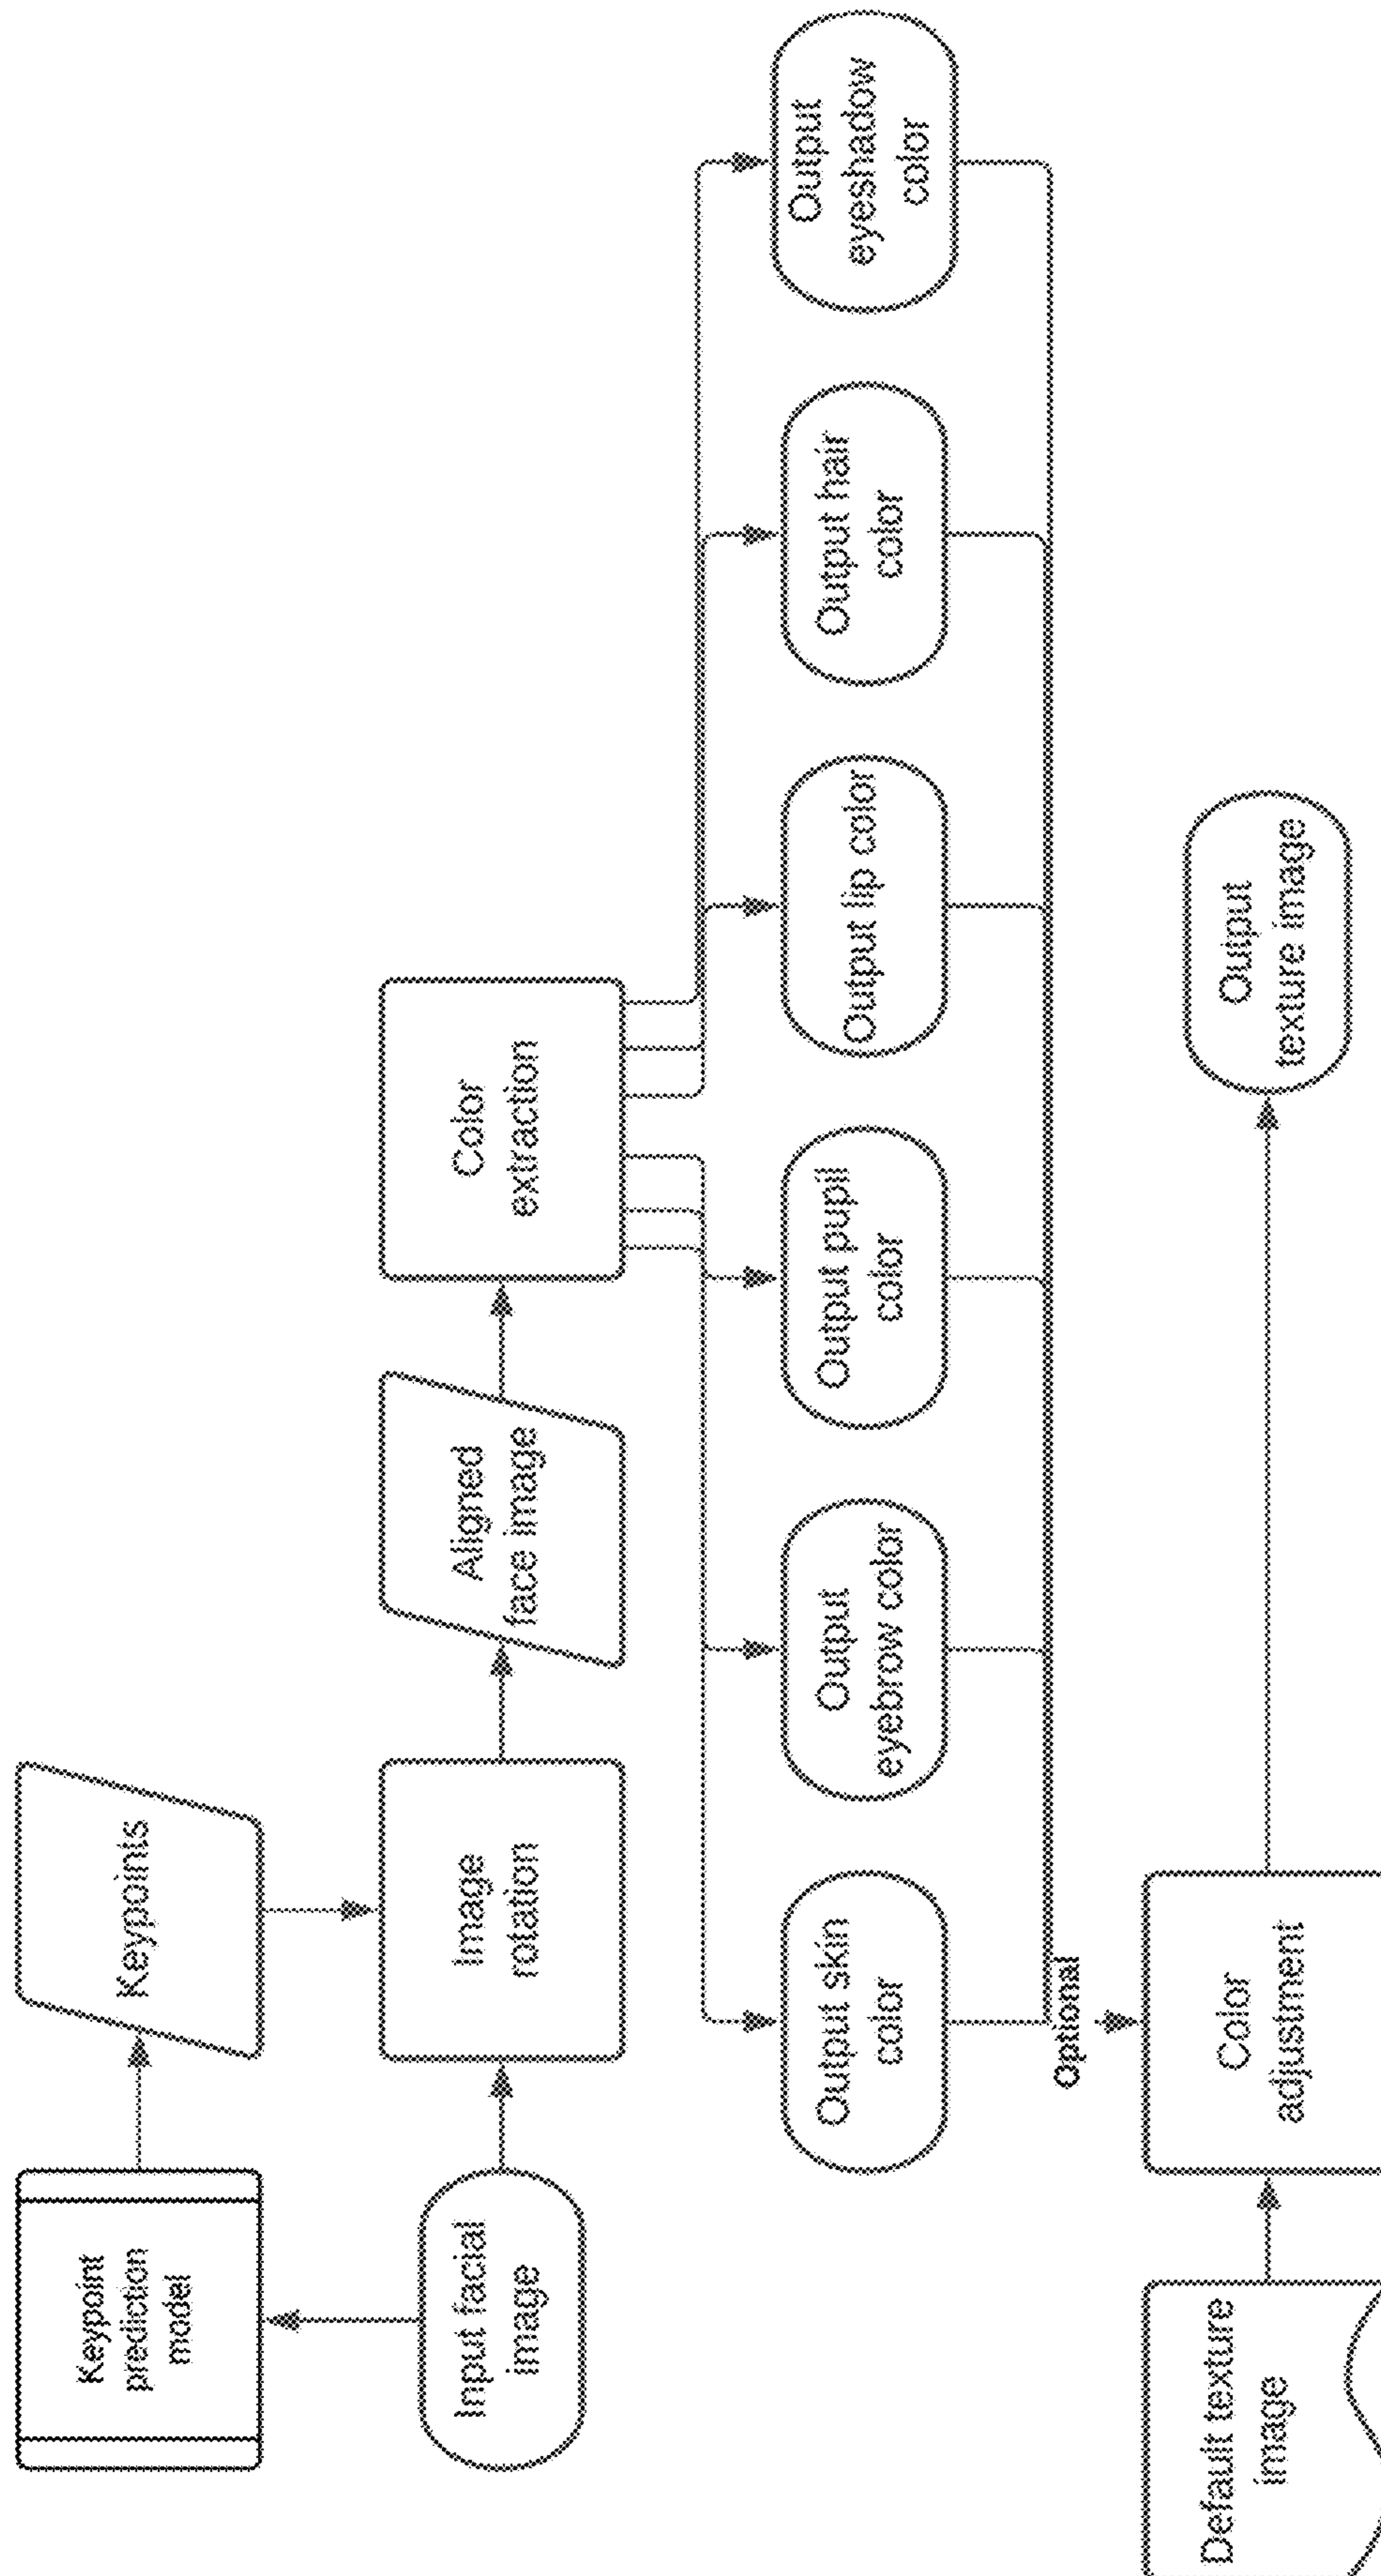 Keypoint
prediction
model
Keypoints
Input facial
image
Image
rotation
Aligned
face image
Color
extraction
Output skin
color
Output
eyebrow color
Output pupil
color
Output lip color
Output hair
color
Output
eyeshadow
color
Optional
Default texture
image
Color
adjustment
Output
texture image